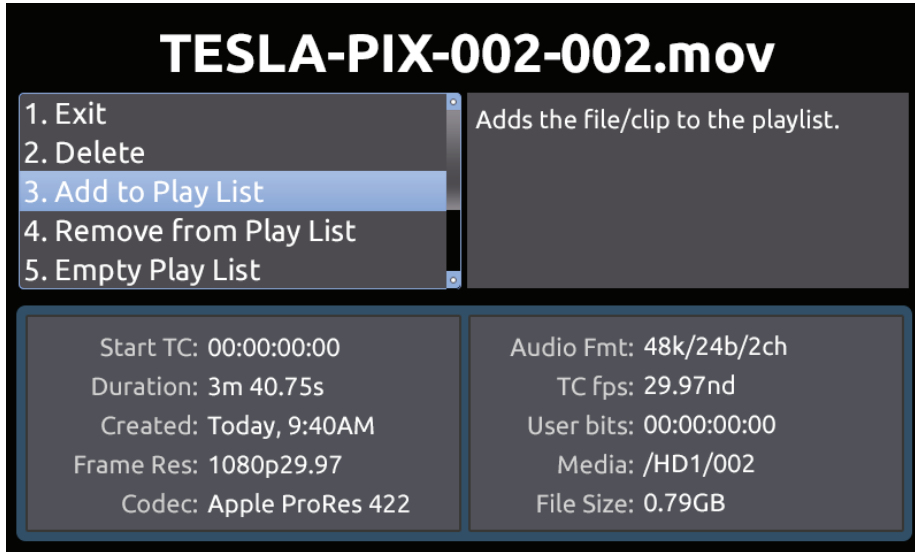 TESLA-PIX-002-002.mov
1. Exit
2. Delete
3. Add to Play List
4. Remove from Play List
5. Empty Play List
Adds the file/clip to the playlist.
Start TC: 00:00:00:00
Duration: 3m 40.75s
Created: Today, 9:40AM
Frame Res: 1080p29.97
Codec: Apple ProRes 422
Audio Fmt: 48k/24b/2ch
TC fps: 29.97nd
User bits: 00:00:00:00
Media: /HD1/002
File Size: 0.79GB